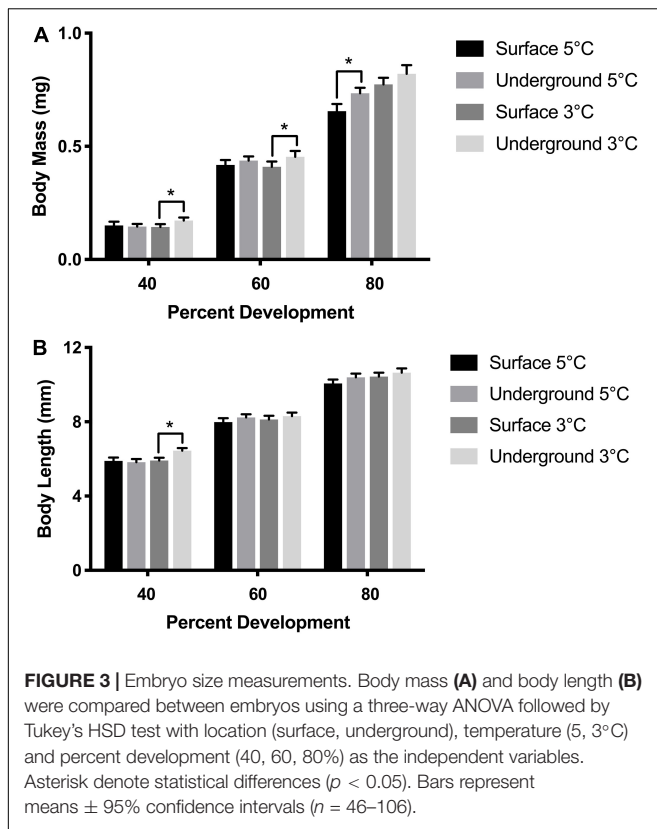 A
1.0
0.5
0.0
Body Mass (mg)
*
*
*
40 60 80
Percent Development
Surface 5°C
Underground 5°C
Surface 3°C
Underground 3°C
B
12
8
4
0
Body Length (mm)
*
40 60 80
Percent Development
Surface 5°C
Underground 5°C
Surface 3°C
Underground 3°C
FIGURE 3 | Embryo size measurements. Body mass (A) and body length (B)
were compared between embryos using a three-way ANOVA followed by
Tukey's HSD test with location (surface, underground), temperature (5, 3°C)
and percent development (40, 60, 80%) as the independent variables.
Asterisk denote statistical differences (p < 0.05). Bars represent
means ± 95% confidence intervals (n = 46–106).